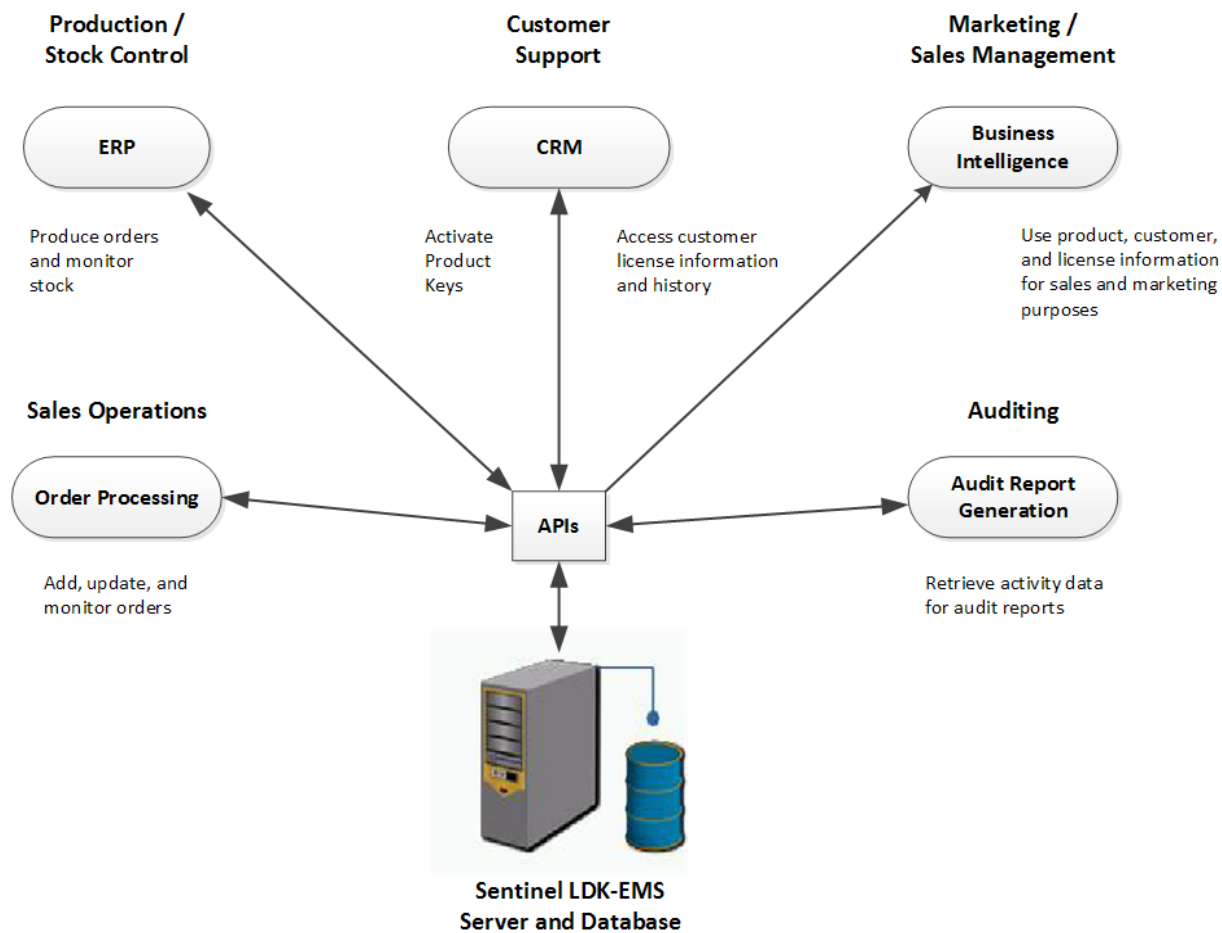 Production /
Stock Control
Customer
Support
Marketing /
Sales Management
ERP
CRM
Business
Intelligence
Produce orders
and monitor
stock
Activate
Product
Keys
Access customer
license information
and history
Use product, customer,
and license information
for sales and marketing
purposes
Sales Operations
Auditing
Order Processing
APIs
Audit Report
Generation
Add, update, and
monitor orders
Retrieve activity data
for audit reports
Sentinel LDK-EMS
Server and Database